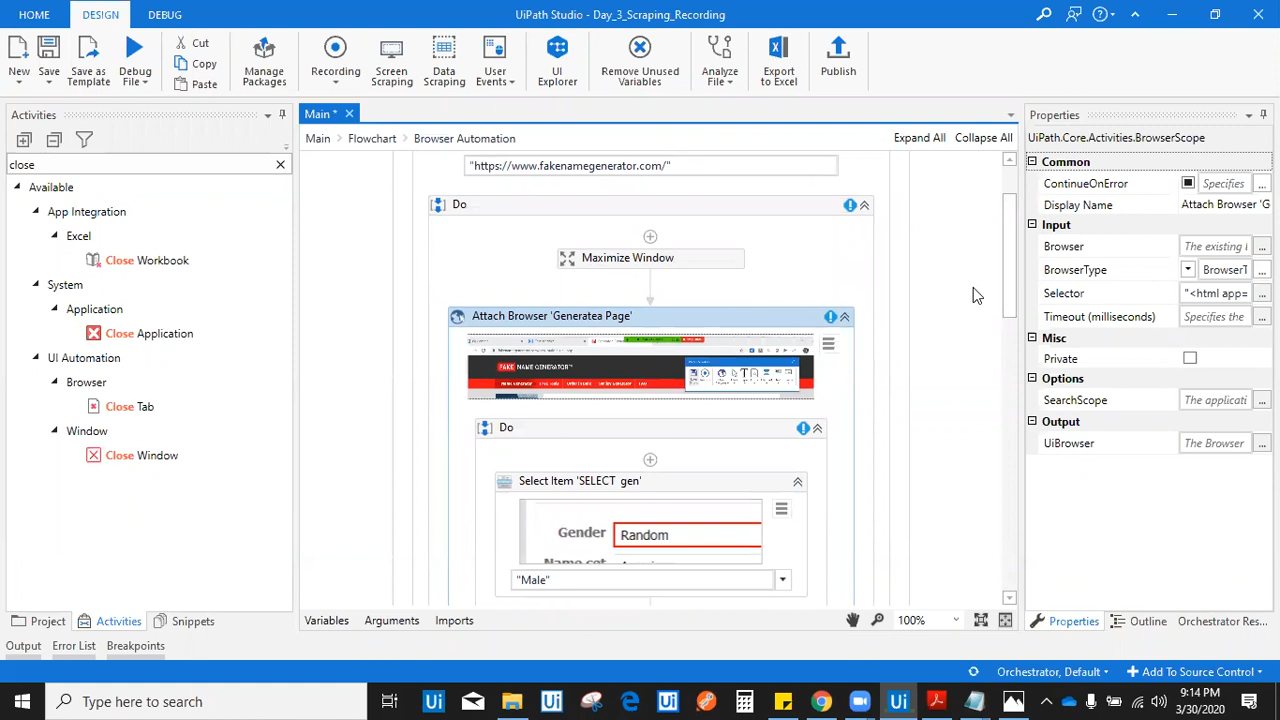 HOME DESIGN DEBUG UiPath Studio - Day_3_Scraping_Recording
New Save Save as Template Debug File Cut Copy Paste Manage Packages Recording Screen Scraping Data Scraping User Events UI Explorer Remove Unused Variables Analyze File Export to Excel Publish
Activities
Main *
Properties
Main Flowchart Browser Automation
Expand All Collapse All
UiPath.Core.Activities.BrowserScope
close
Available
App Integration
Excel
Close Workbook
System
Application
Close Application
UI Automation
Browser
Close Tab
Window
Close Window
"https://www.fakenamegenerator.com/"
Do
Maximize Window
Attach Browser 'Generatea Page'
FAKE NAME GENERATOR
Do
Select Item 'SELECT gen'
Gender Random
Name set
"Male"
Common
ContinueOnError Specifies ...
Display Name Attach Browser 'G
Input
Browser The existing ...
BrowserType BrowserT ...
Selector "<html app= ...
Timeout (milliseconds) Specifies the ...
Misc
Private
Options
SearchScope The applicati ...
Output
UiBrowser The Browser ...
Project Activities Snippets
Variables Arguments Imports
100%
Properties Outline Orchestrator Res...
Output Error List Breakpoints
Orchestrator, Default Add To Source Control
Type here to search
9:14 PM
3/30/2020